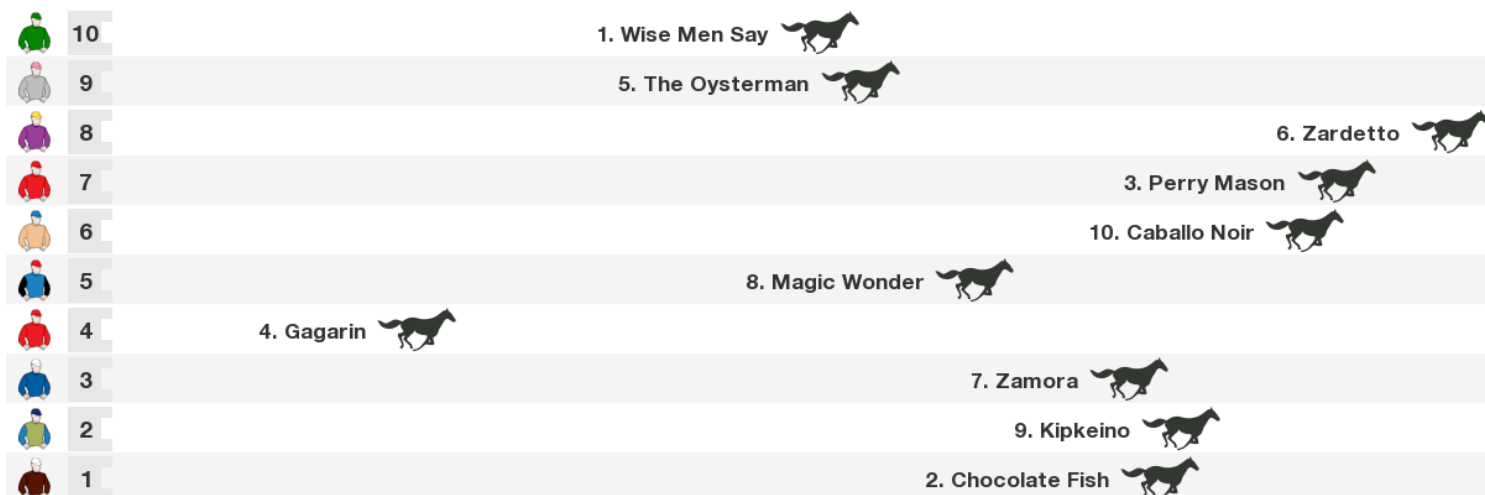 10 1. Wise Men Say
9 5. The Oysterman
8 6. Zardetto
7 3. Perry Mason
6 10. Caballo Noir
5 8. Magic Wonder
4 4. Gagarin
3 7. Zamora
2 9. Kipkeino
1 2. Chocolate Fish